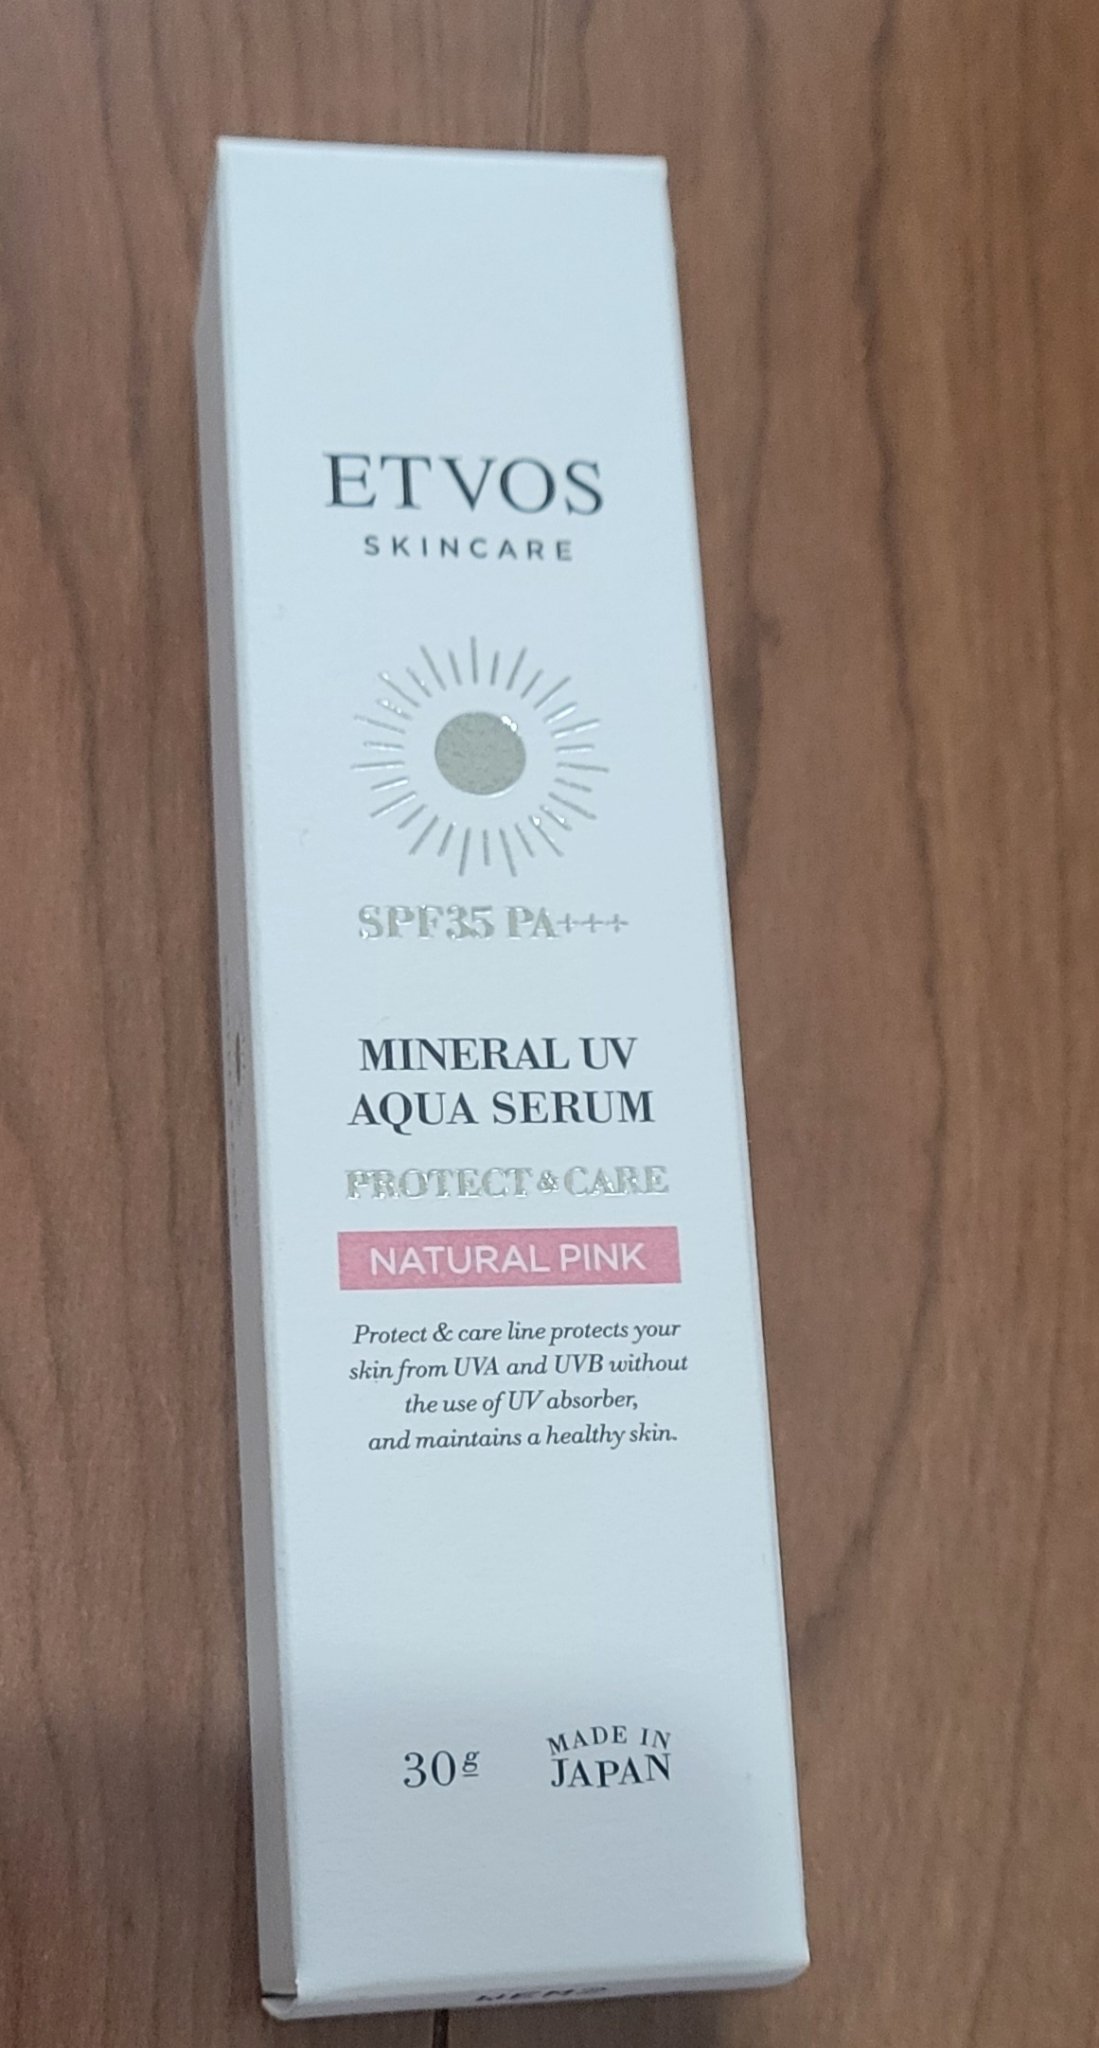 ETVOS
SKINCARE
SPF35 PA+++
MINERAL UV
AQUA SERUM
PROTECT & CARE
NATURAL PINK
Protect & care line protects your
skin from UVA and UVB without
the use of UV absorber,
and maintains a healthy skin.
30g
MADE IN
JAPAN